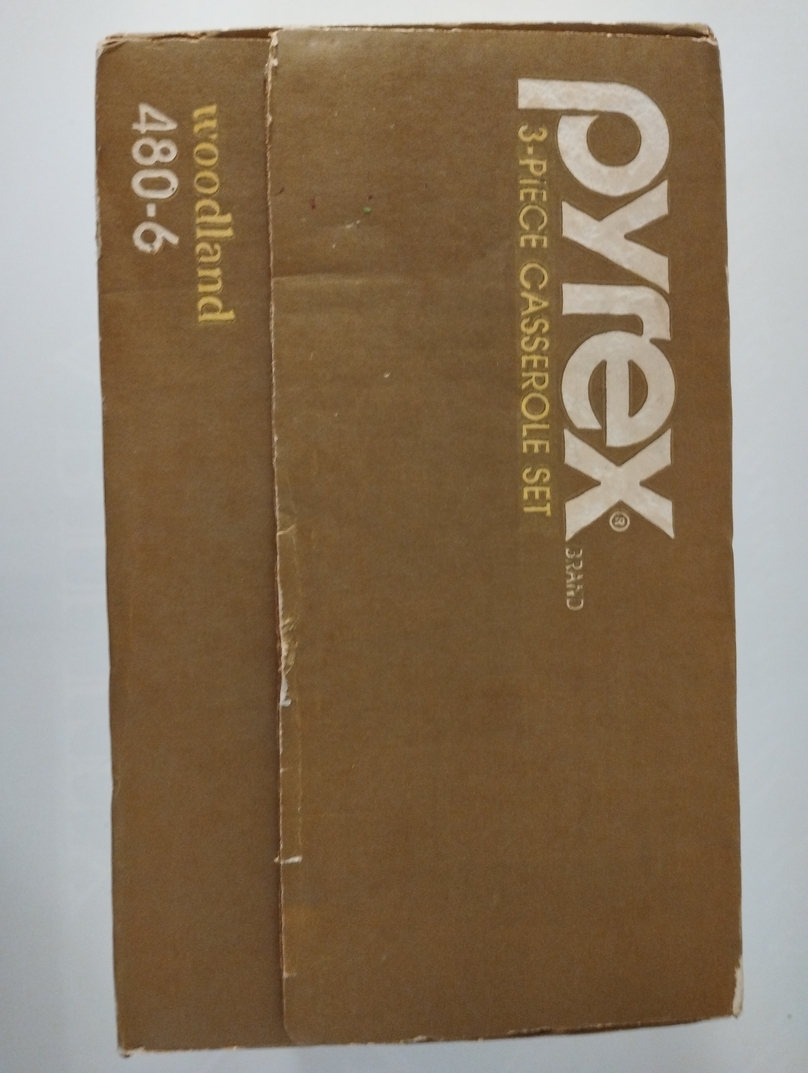 pyrex® BRAND
3-PIECE CASSEROLE SET
woodland
480-6